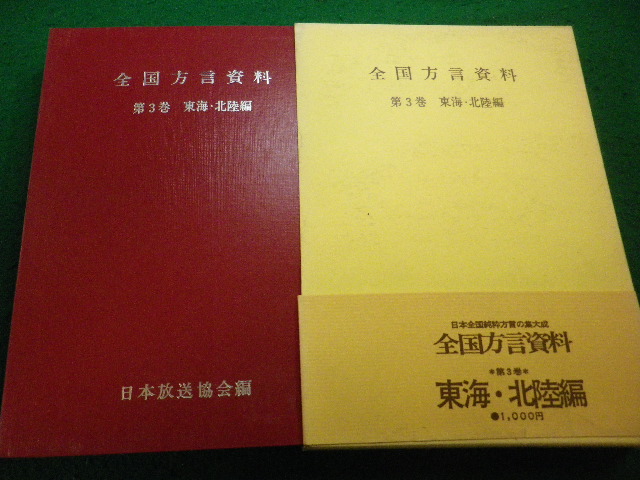 全国方言資料
第3巻 東海・北陸編
日本放送協会編
全国方言資料
第3巻 東海・北陸編
日本全国純粋方言の集大成
全国方言資料
*第3巻*
東海・北陸編
●1,000円